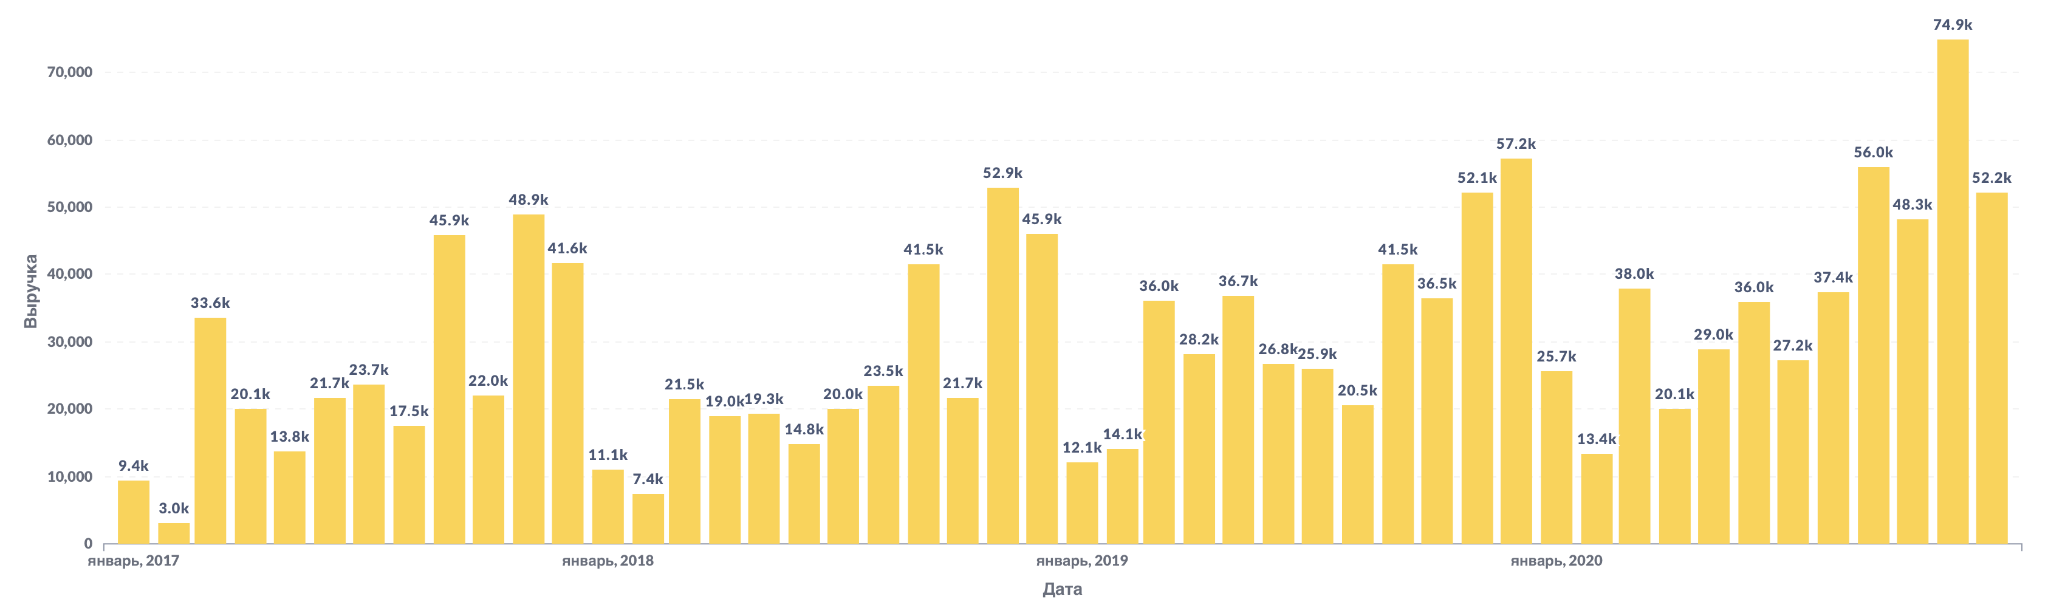 74.9k
70,000
60,000
57.2k
56.0k
52.9k
52.1k
52.2k
50,000
48.9k
48.3k
45.9k
45.9k
41.6k
41.5k
41.5k
40,000
38.0k
37.4k
36.0k
36.7k
36.5k
36.0k
33.6k
30,000
28.2k
29.0k
27.2k
26.8k
25.9k
25.7k
23.7k
23.5k
21.7k
22.0k
21.5k
21.7k
20.1k
20.0k
20.5k
20.1k
20,000
19.0k
19.3k
17.5k
13.8k
14.8k
14.1k
13.4k
12.1k
11.1k
10,000
9.4k
7.4k
3.0k
0
Выручка
январь, 2017
январь, 2018
январь, 2019
январь, 2020
Дата